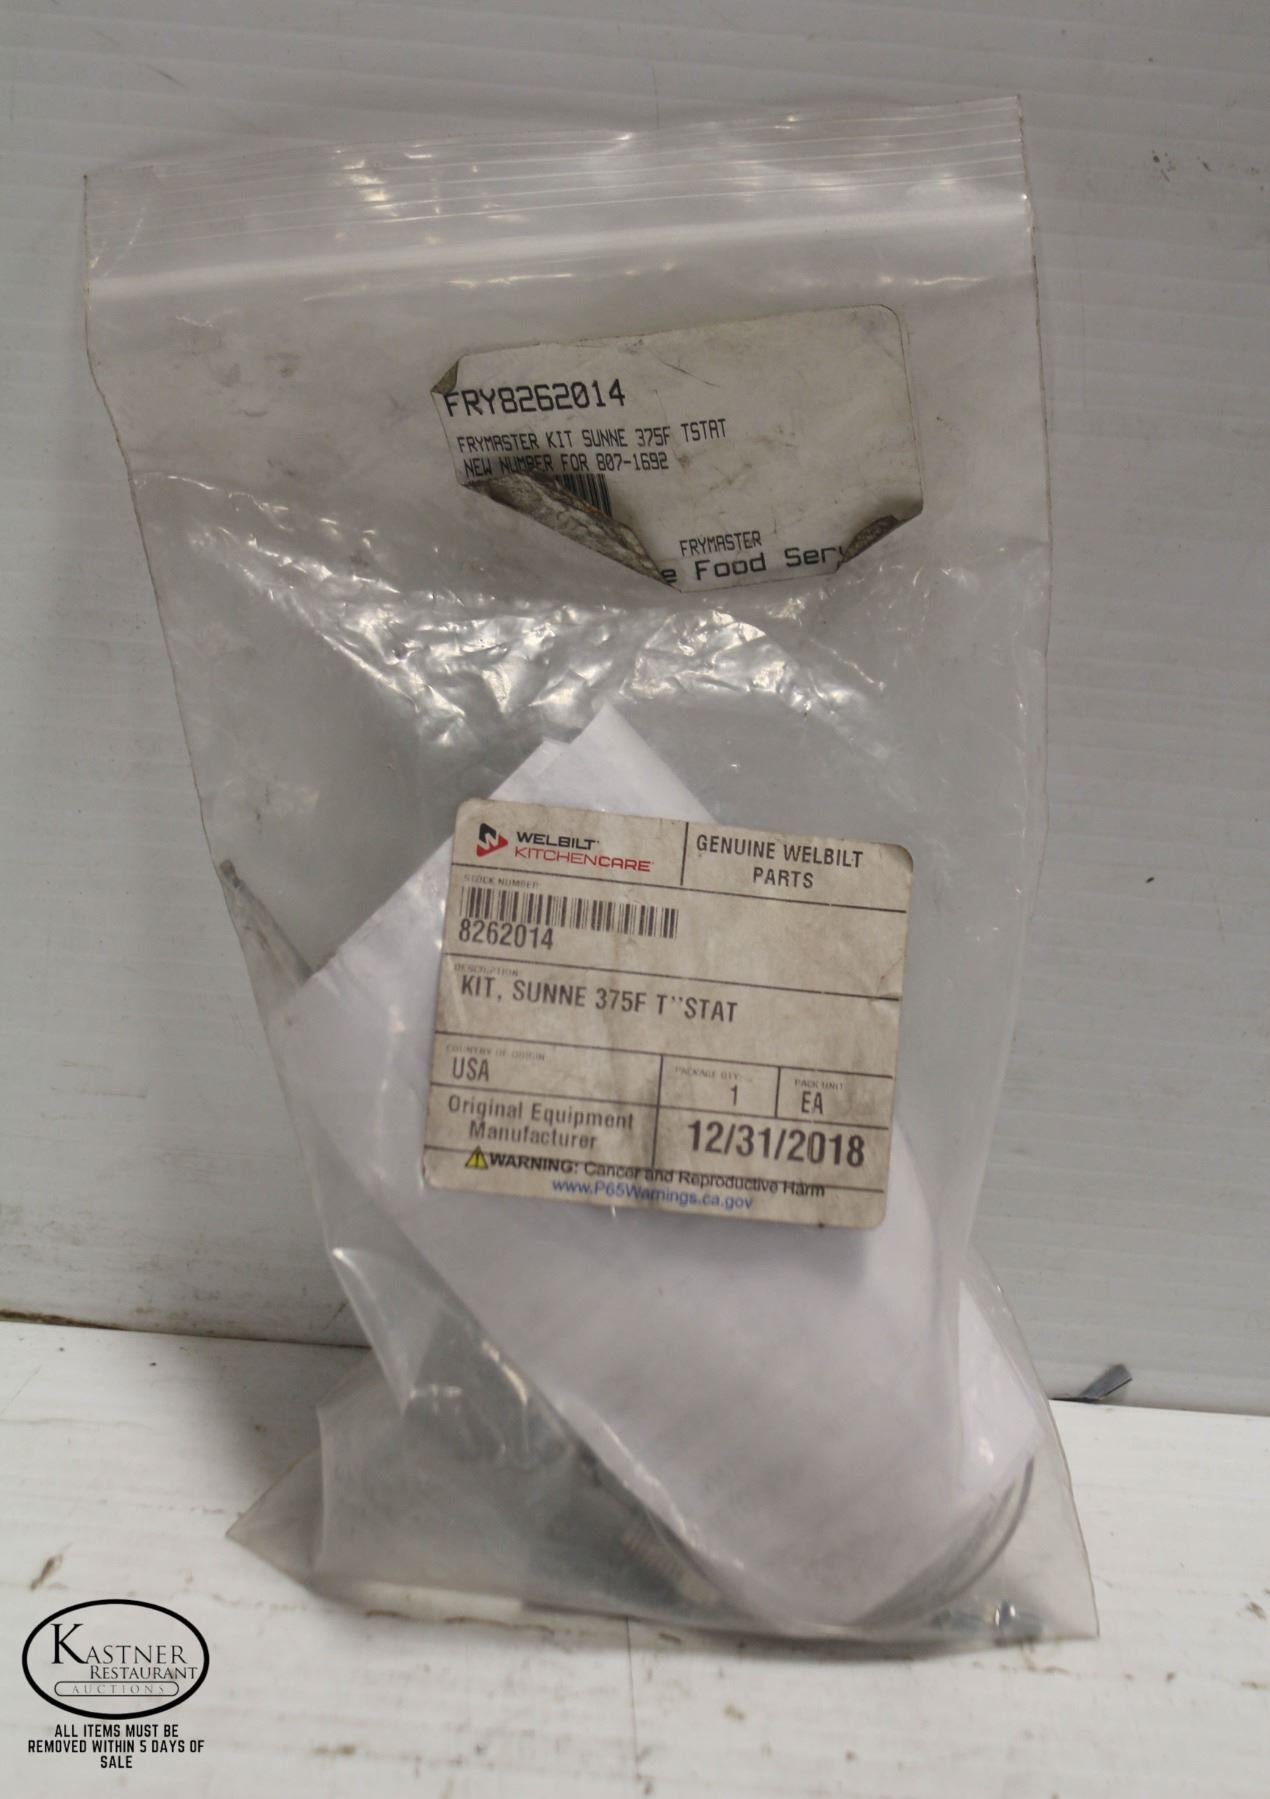 FRY8262014
FRYMASTER KIT SUNNE 375F TSTAT
NEW NUMBER FOR 807-1692
FRYMASTER
e Food Serv
WELBILT
KITCHENCARE
GENUINE WELBILT
PARTS
STOCK NUMBER:
8262014
DESCRIPTION
KIT, SUNNE 375F T"STAT
COUNTRY OF ORIGIN
USA
PACKAGE QTY:
1
PACK UNIT
EA
Original Equipment
Manufacturer
12/31/2018
WARNING: Cancer and Reproductive Harm
www.P65Warnings.ca.gov
KASTNER
RESTAURANT
AUCTIONS
ALL ITEMS MUST BE
REMOVED WITHIN 5 DAYS OF
SALE